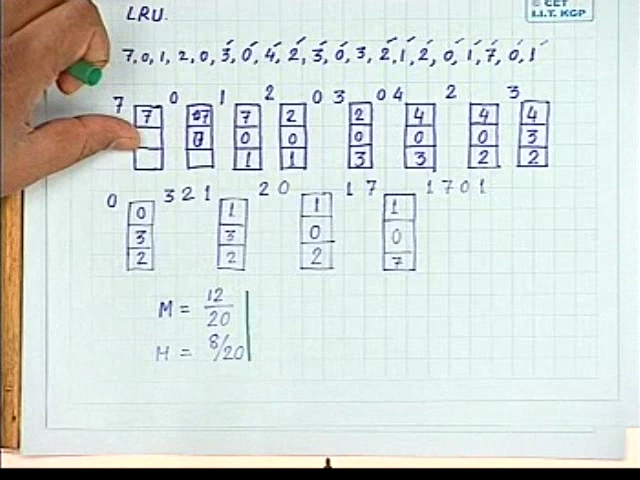 © CET
I.I.T. KGP
LRU.
7,0,1,2,0,3,0,4,2,3,0,3,2,1,2,0,1,7,0,1
7 0 1 2 0 3 0 4 2 3
7 7 7 2 2 4 4 4
0 0 0 0 0 0 3
1 1 3 3 2 2
0 3 2 1 2 0 1 7 1 7 0 1
0 1 1 1
3 3 0 0
2 2 2 7
M = 12/20
H = 8/20